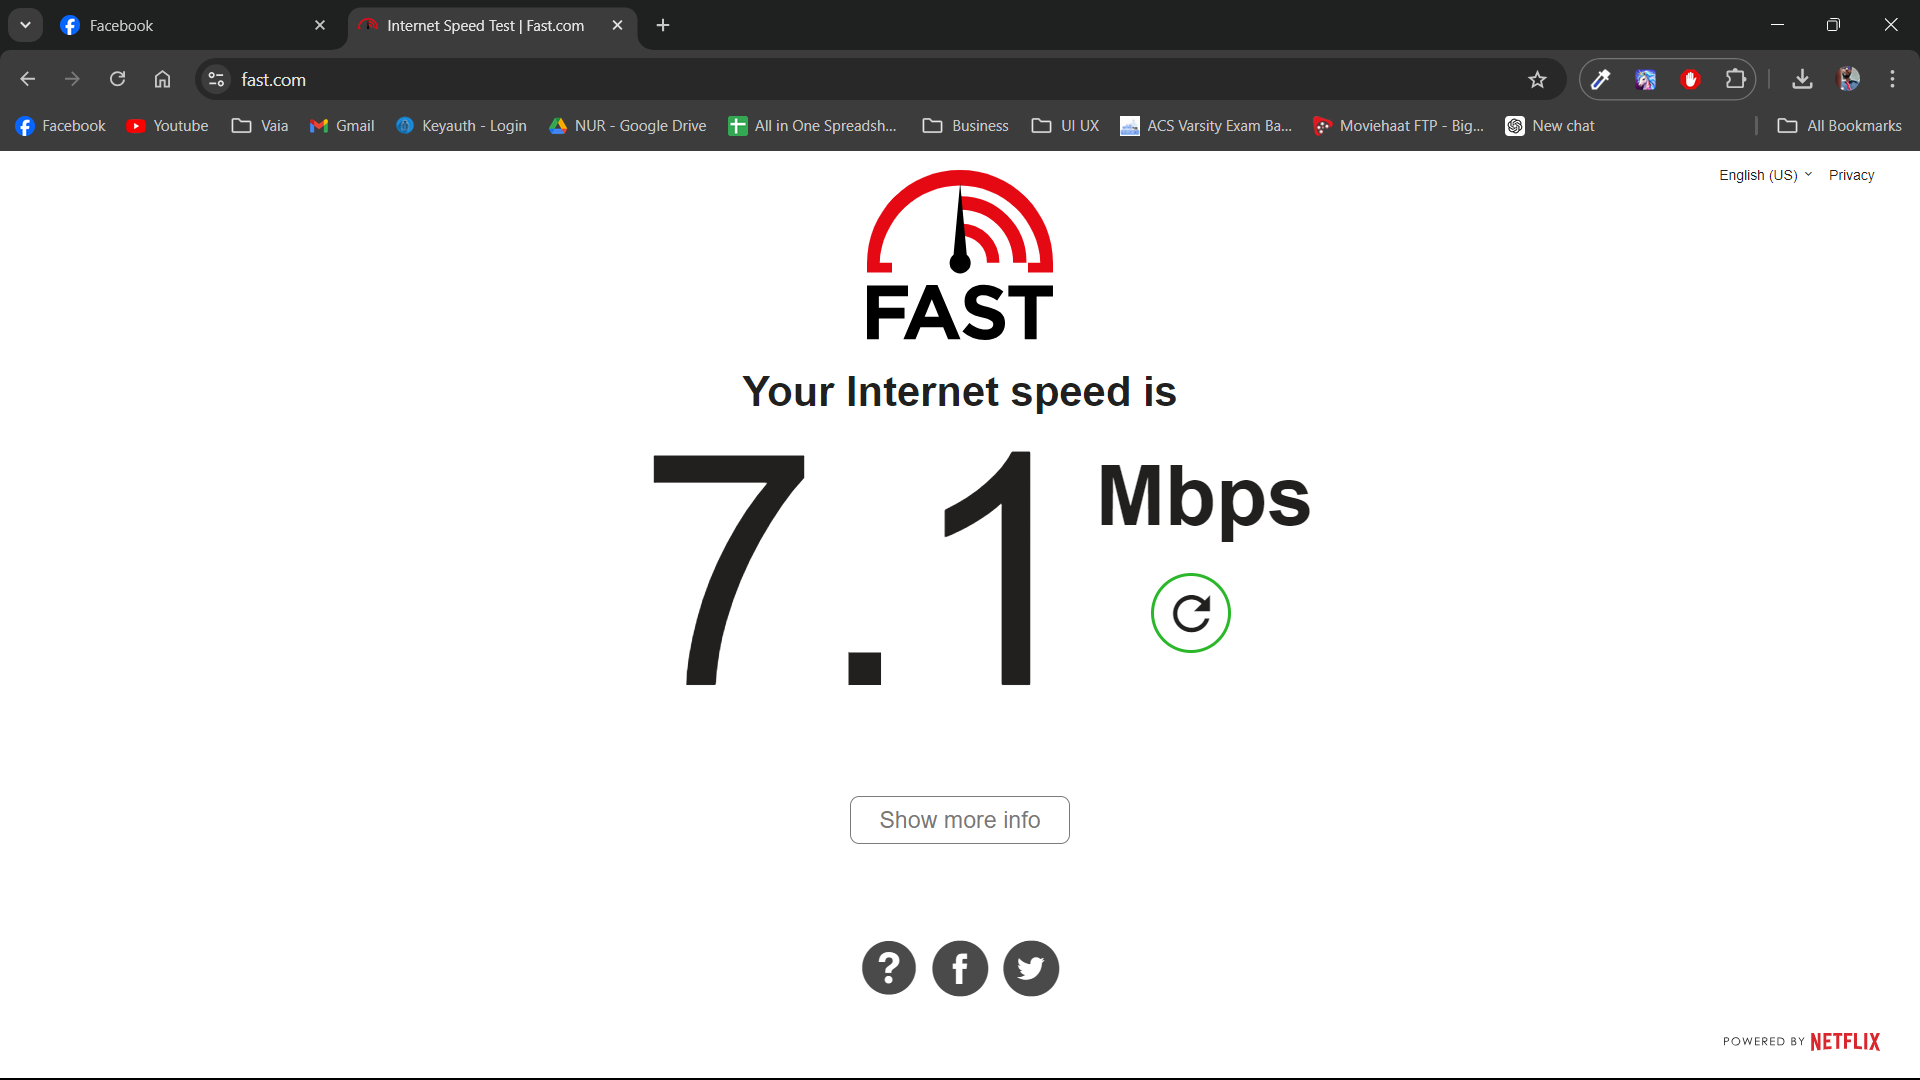 Facebook
Internet Speed Test | Fast.com
fast.com
Facebook
Youtube
Vaia
Gmail
Keyauth - Login
NUR - Google Drive
All in One Spreadsh...
Business
UI UX
ACS Varsity Exam Ba...
Moviehaat FTP - Big...
New chat
All Bookmarks
English (US)
Privacy
FAST
Your Internet speed is
7.1 Mbps
Show more info
?
POWERED BY NETFLIX